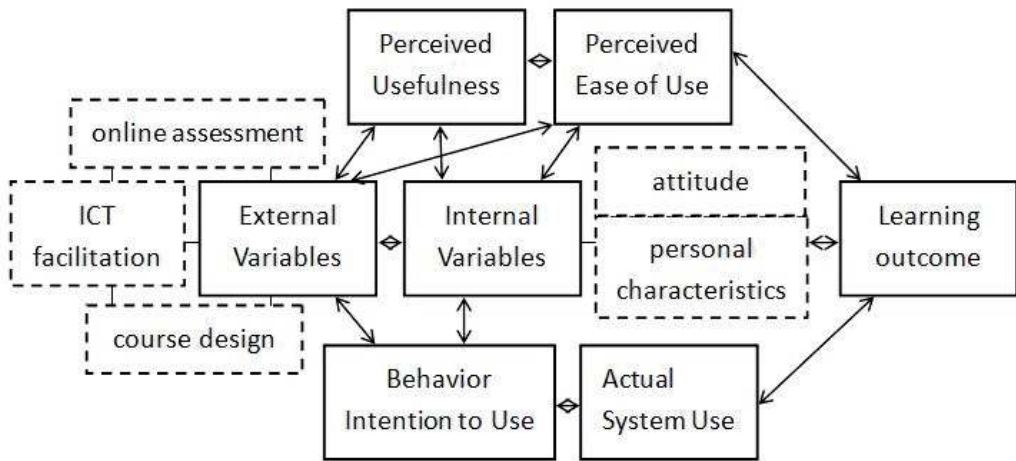 Perceived
Usefulness
Perceived
Ease of Use
online assessment
ICT
facilitation
External
Variables
Internal
Variables
attitude
personal
characteristics
Learning
outcome
course design
Behavior
Intention to Use
Actual
System Use